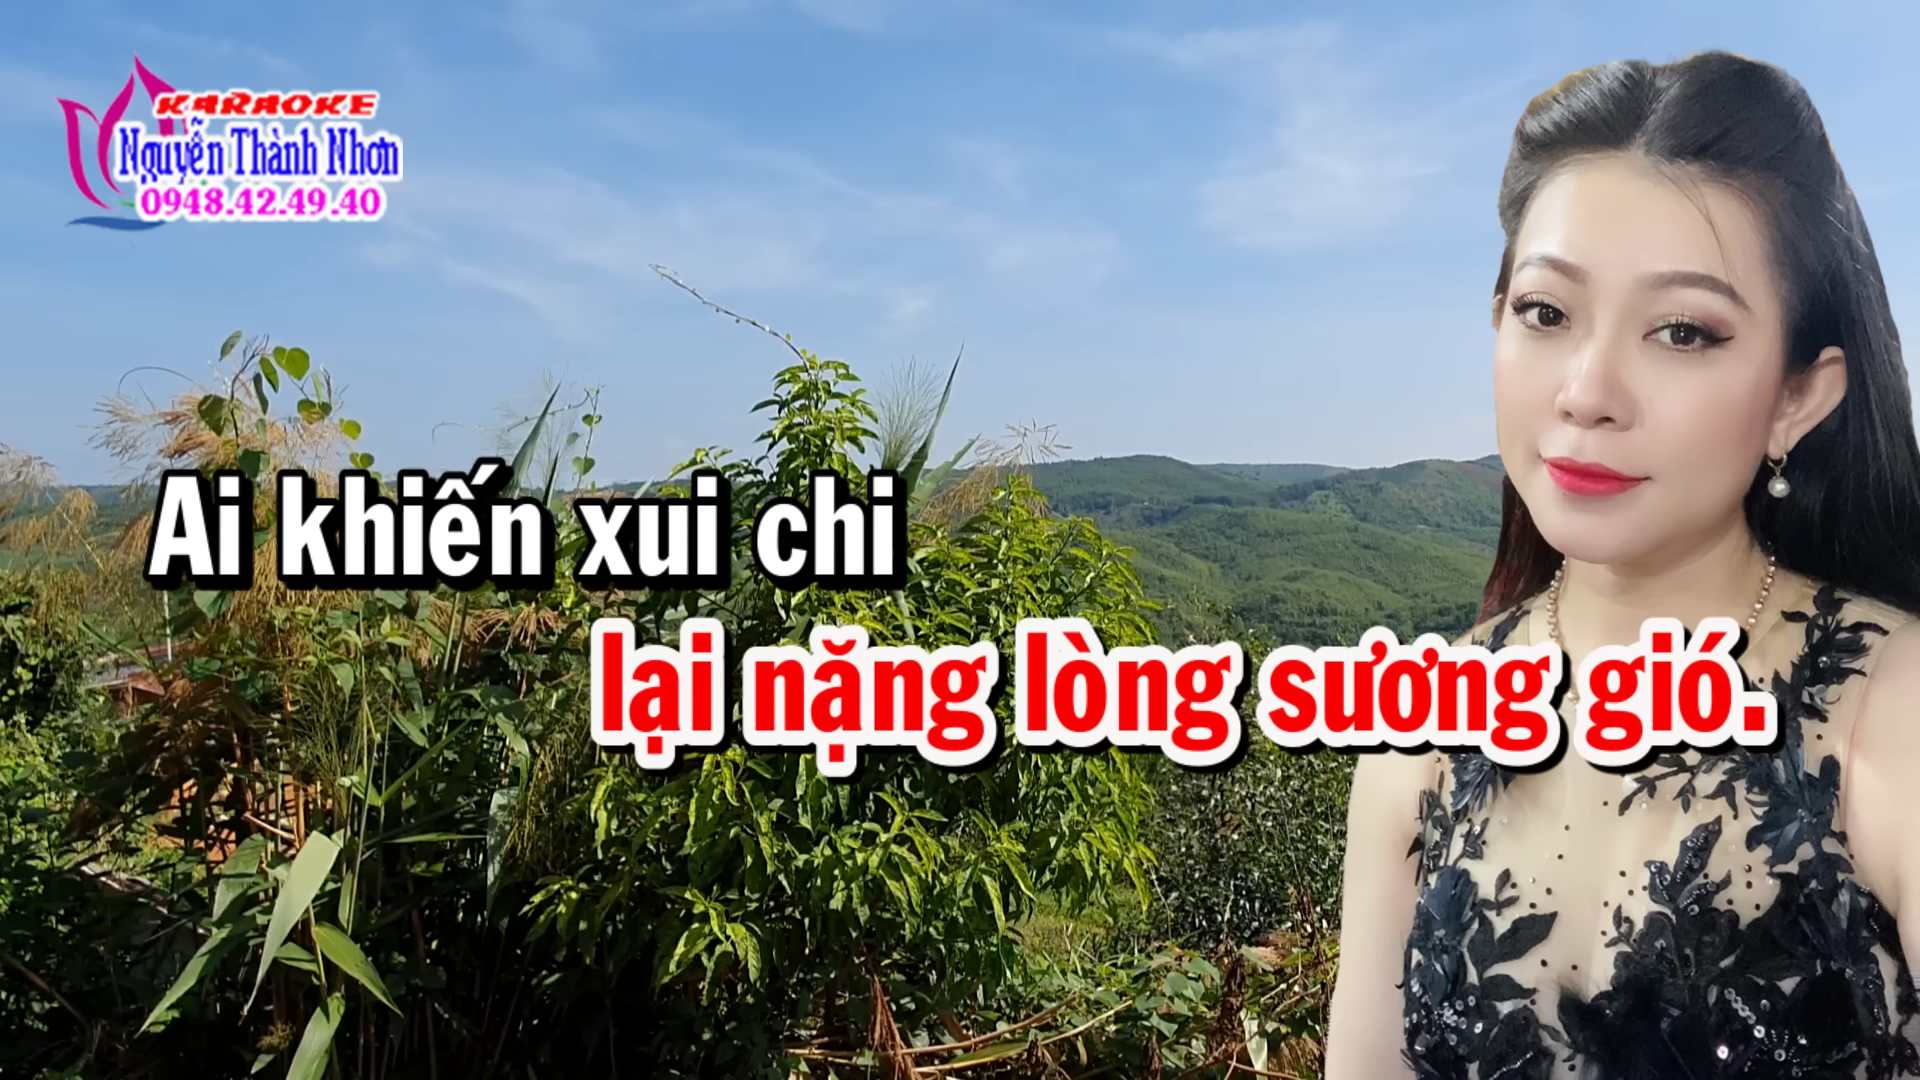 KARAOKE
Nguyễn Thành Nhơn
0948.42.49.40
Ai khiến xui chi
lại nặng lòng sương gió.